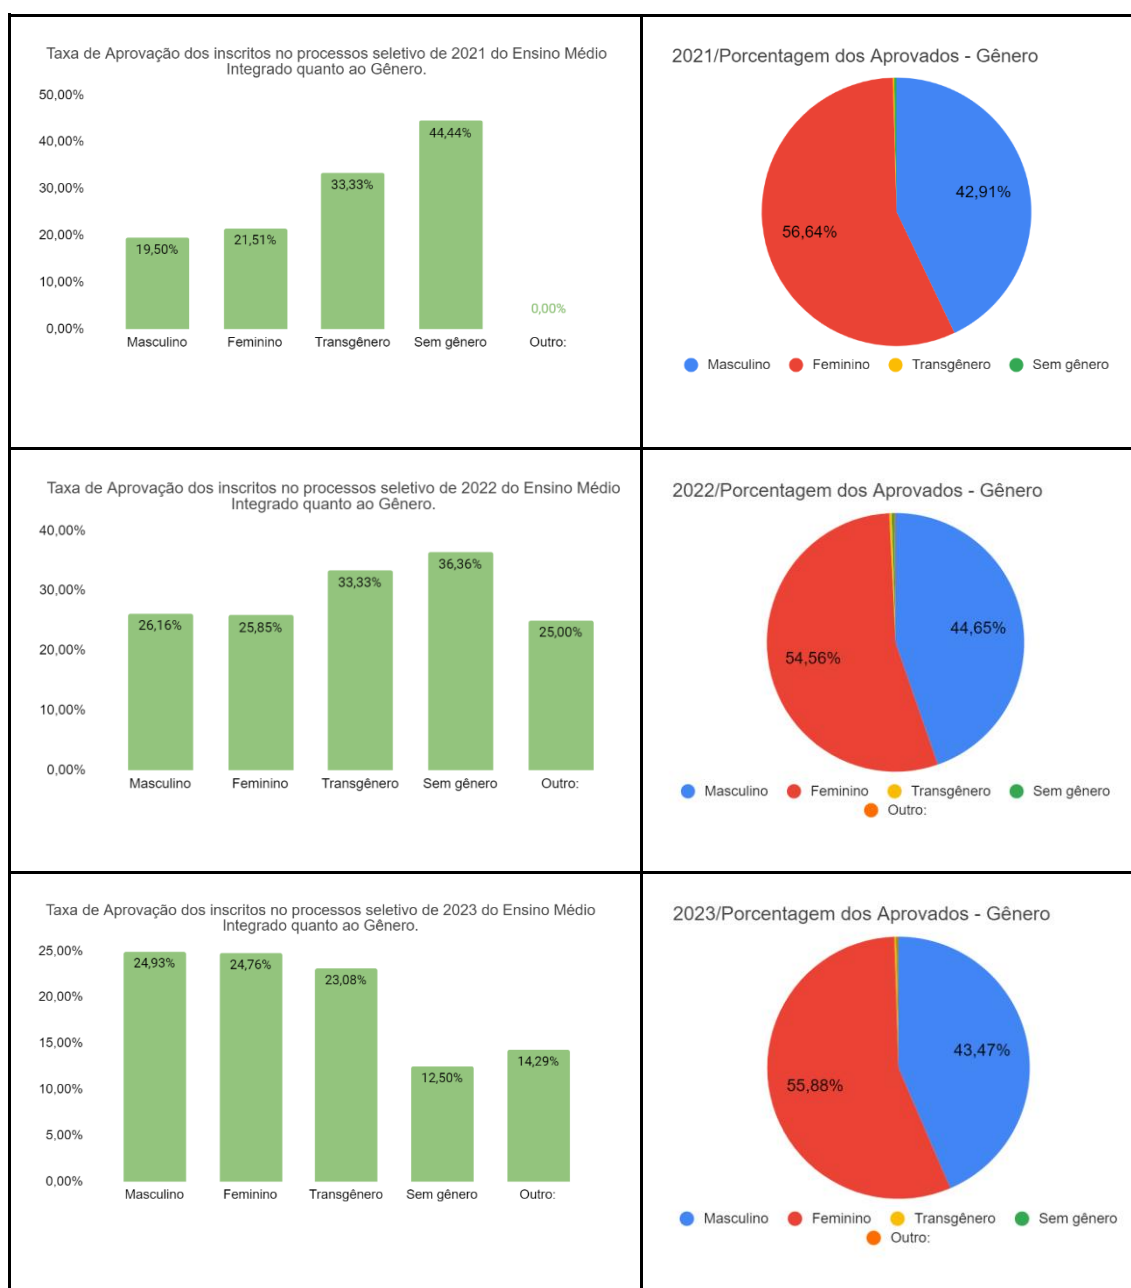 Taxa de Aprovação dos inscritos no processos seletivo de 2021 do Ensino Médio
Integrado quanto ao Gênero.
50,00%
40,00%
30,00%
20,00%
10,00%
0,00%
19,50%
21,51%
33,33%
44,44%
0,00%
Masculino
Feminino
Transgênero
Sem gênero
Outro:
2021/Porcentagem dos Aprovados - Gênero
42,91%
56,64%
Masculino
Feminino
Transgênero
Sem gênero
Taxa de Aprovação dos inscritos no processos seletivo de 2022 do Ensino Médio
Integrado quanto ao Gênero.
40,00%
30,00%
20,00%
10,00%
0,00%
26,16%
25,85%
33,33%
36,36%
25,00%
Masculino
Feminino
Transgênero
Sem gênero
Outro:
2022/Porcentagem dos Aprovados - Gênero
44,65%
54,56%
Masculino
Feminino
Transgênero
Sem gênero
Outro:
Taxa de Aprovação dos inscritos no processos seletivo de 2023 do Ensino Médio
Integrado quanto ao Gênero.
25,00%
20,00%
15,00%
10,00%
5,00%
0,00%
24,93%
24,76%
23,08%
12,50%
14,29%
Masculino
Feminino
Transgênero
Sem gênero
Outro:
2023/Porcentagem dos Aprovados - Gênero
43,47%
55,88%
Masculino
Feminino
Transgênero
Sem gênero
Outro: